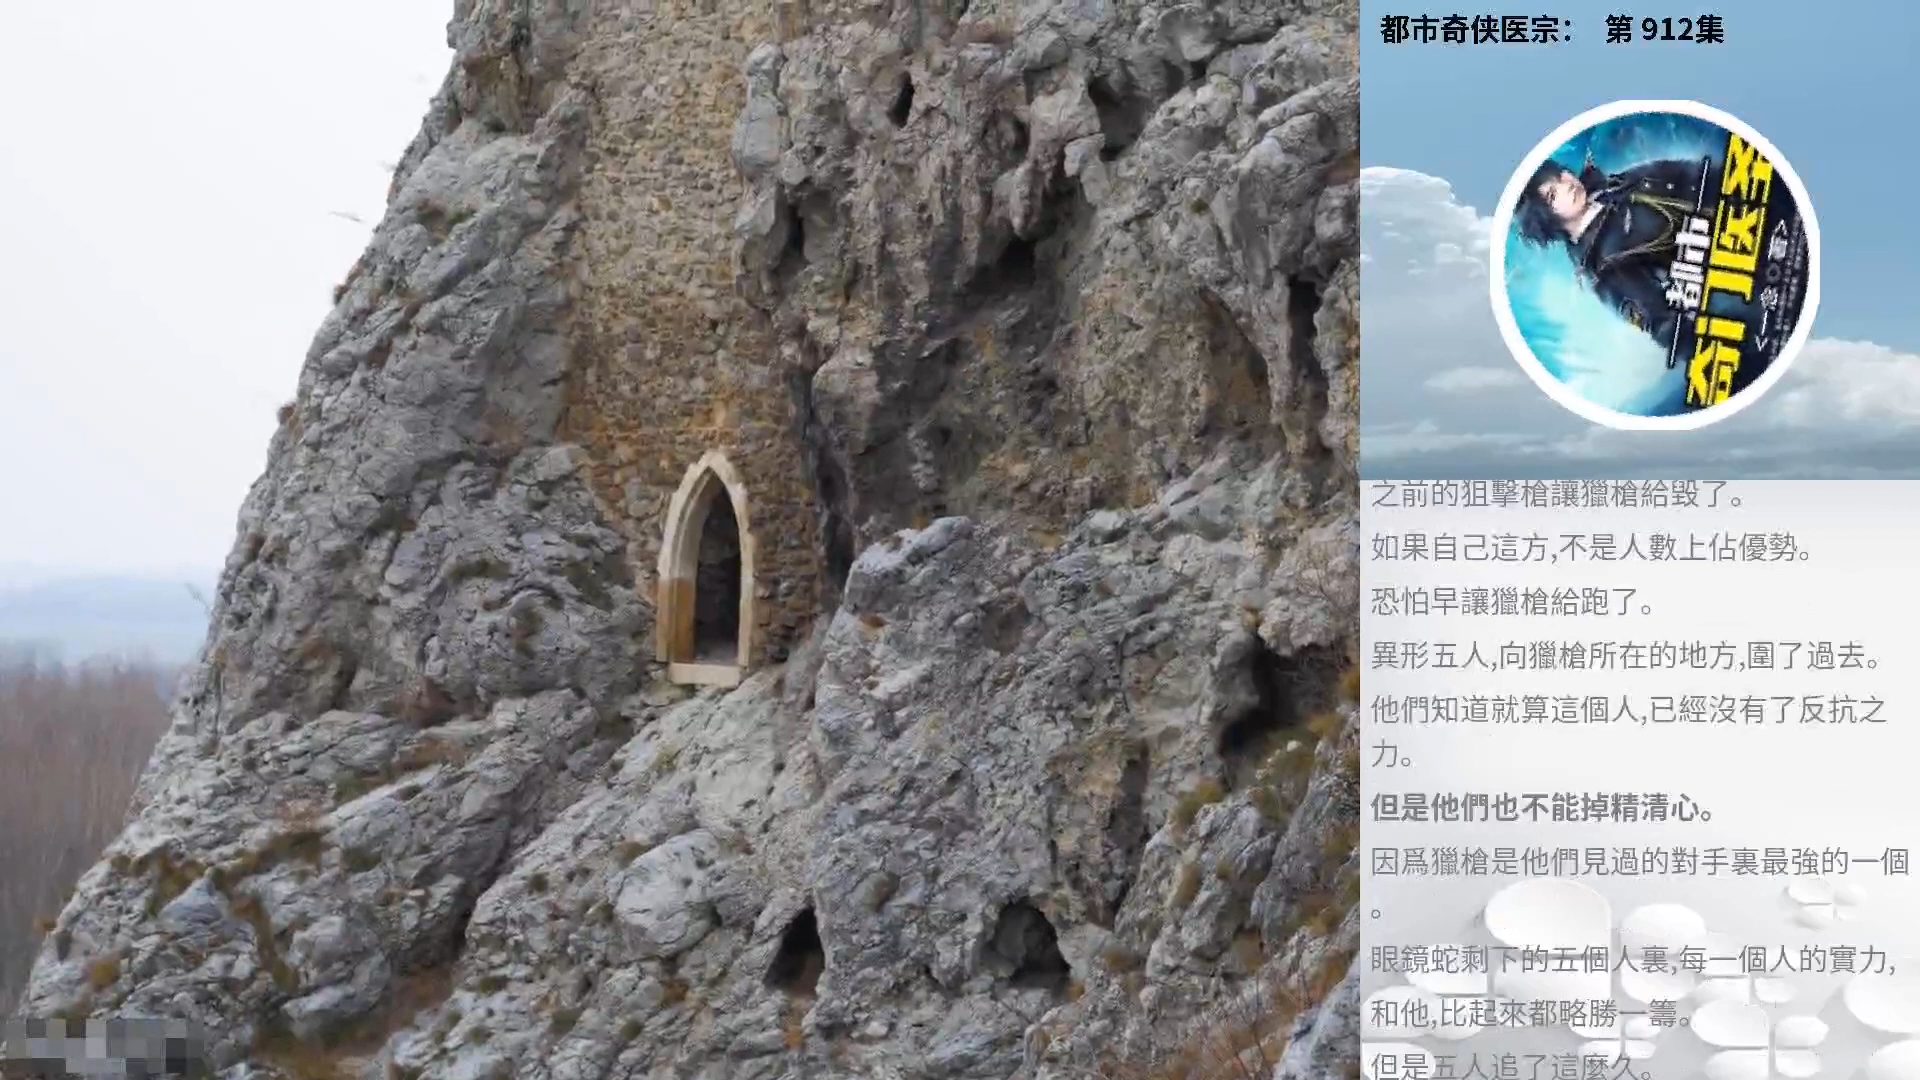 都市奇侠医宗： 第 912集
都市
奇门医圣
之前的狙擊槍讓獵槍給毀了。
如果自己這方,不是人數上佔優勢。
恐怕早讓獵槍給跑了。
異形五人,向獵槍所在的地方,圍了過去。
他們知道就算這個人,已經沒有了反抗之
力。
但是他們也不能掉精清心。
因爲獵槍是他們見過的對手裏最強的一個
。
眼鏡蛇剩下的五個人裏,每一個人的實力,
和他,比起來都略勝一籌。
但是五人追了這麼久。